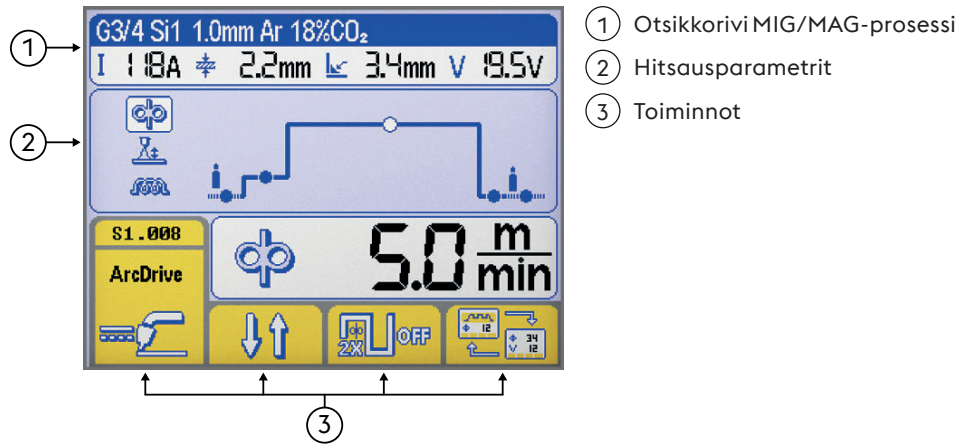 G3/4 Si1 1.0mm Ar 18%CO₂
I 118A 2.2mm 3.4mm V 19.5V
S1.008
ArcDrive
5.0 m/min
2X OFF
12
34
V 12
1 Otsikkorivi MIG/MAG-prosessi
2 Hitsausparametrit
3 Toiminnot
1
2
3